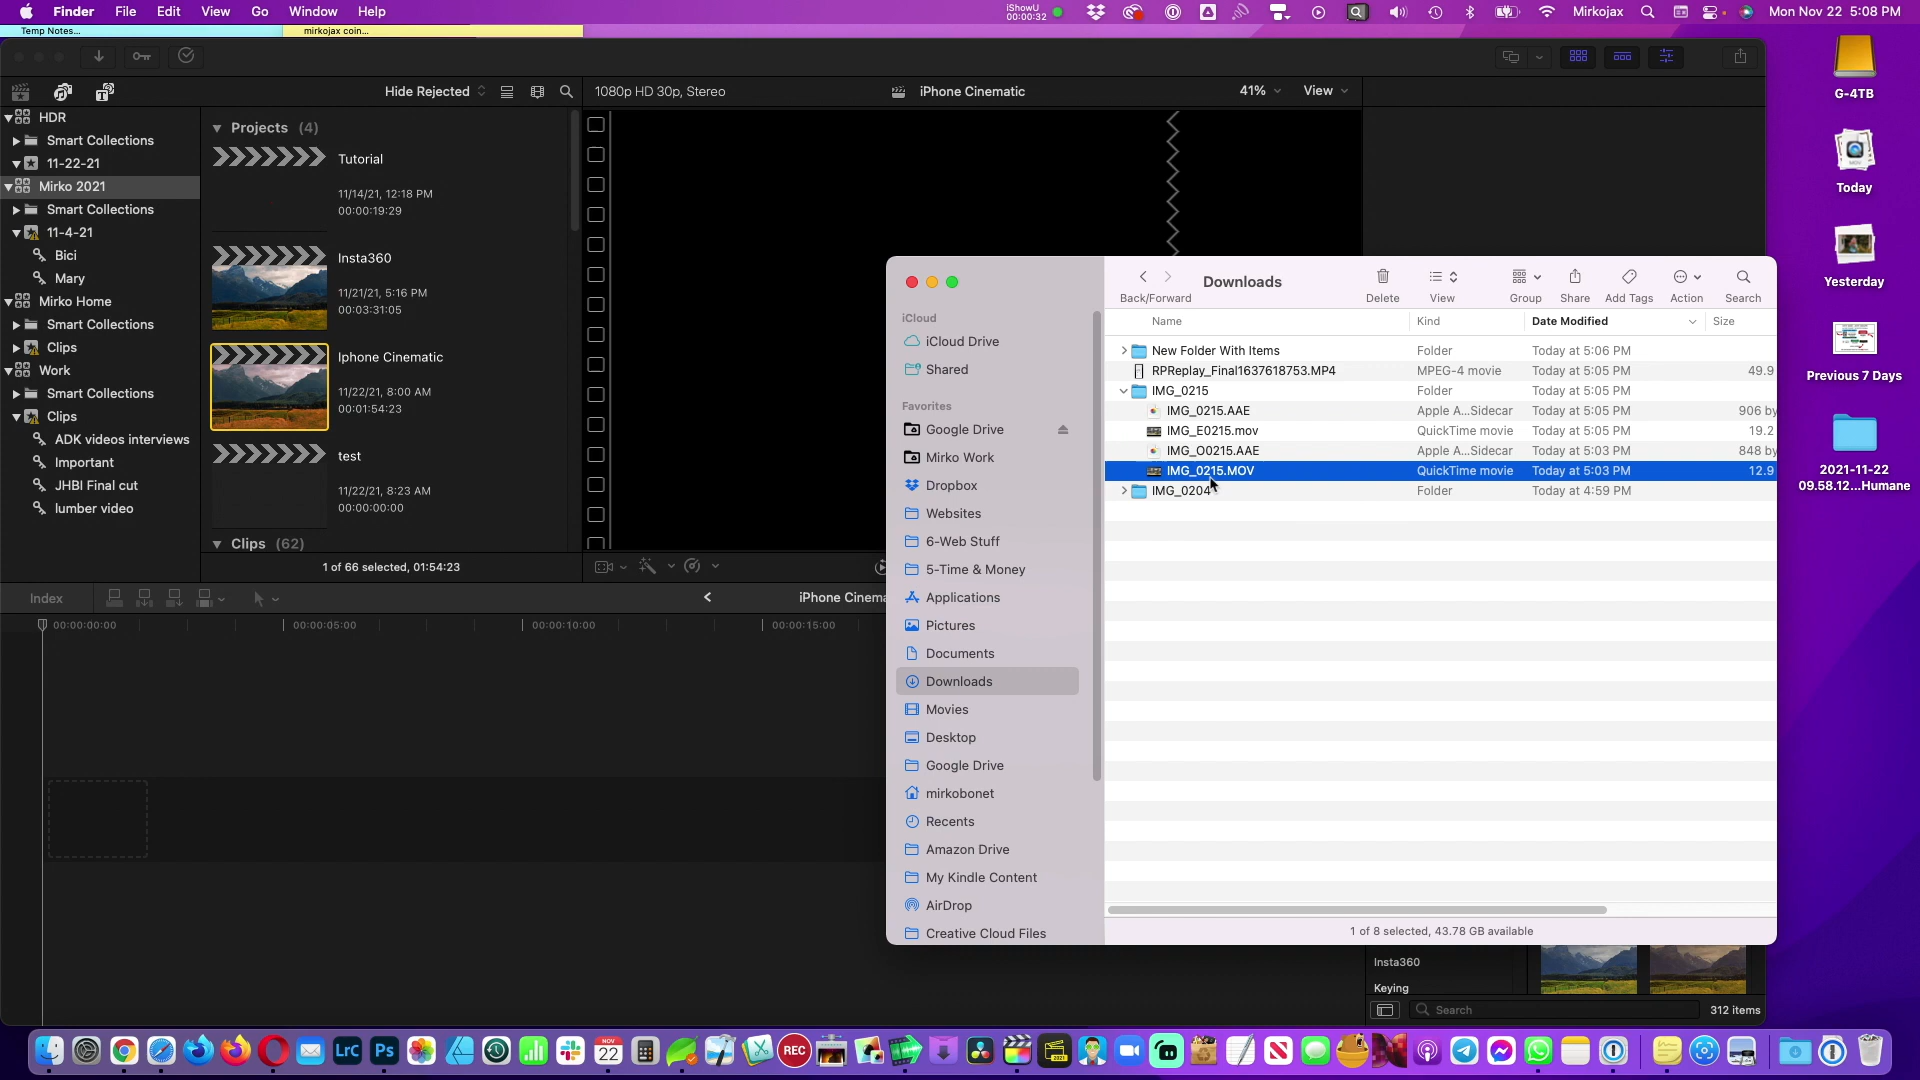 Finder File Edit View Go Window Help
iShowU
00:00:32
Mirkojax
Mon Nov 22 5:08 PM
Temp Notes...
mirkojax coin...
Hide Rejected
1080p HD 30p, Stereo
iPhone Cinematic
41%
View
HDR
Smart Collections
11-22-21
Mirko 2021
Smart Collections
11-4-21
Bici
Mary
Mirko Home
Smart Collections
Clips
Work
Smart Collections
Clips
ADK videos interviews
Important
JHBI Final cut
lumber video
Projects (4)
Tutorial
11/14/21, 12:18 PM
00:00:19:29
Insta360
11/21/21, 5:16 PM
00:03:31:05
Iphone Cinematic
11/22/21, 8:00 AM
00:01:54:23
test
11/22/21, 8:23 AM
00:00:00:00
Clips (62)
1 of 66 selected, 01:54:23
Index
iPhone Cinema
00:00:00:00
00:00:05:00
00:00:10:00
00:00:15:00
Downloads
Back/Forward
Delete
View
Group
Share
Add Tags
Action
Search
iCloud
iCloud Drive
Shared
Favorites
Google Drive
Mirko Work
Dropbox
Websites
6-Web Stuff
5-Time & Money
Applications
Pictures
Documents
Downloads
Movies
Desktop
Google Drive
mirkobonet
Recents
Amazon Drive
My Kindle Content
AirDrop
Creative Cloud Files
Name Kind Date Modified Size
New Folder With Items Folder Today at 5:06 PM
RPReplay_Final1637618753.MP4 MPEG-4 movie Today at 5:05 PM 49.9
IMG_0215 Folder Today at 5:05 PM
IMG_0215.AAE Apple A...Sidecar Today at 5:05 PM 906 by
IMG_E0215.mov QuickTime movie Today at 5:05 PM 19.2
IMG_O0215.AAE Apple A...Sidecar Today at 5:03 PM 848 by
IMG_0215.MOV QuickTime movie Today at 5:03 PM 12.9
IMG_0204 Folder Today at 4:59 PM
1 of 8 selected, 43.78 GB available
Insta360
Keying
Search
312 items
G-4TB
Today
Yesterday
Previous 7 Days
2021-11-22
09.58.12...Humane
LrC
Ps
NOV
22
REC
2021